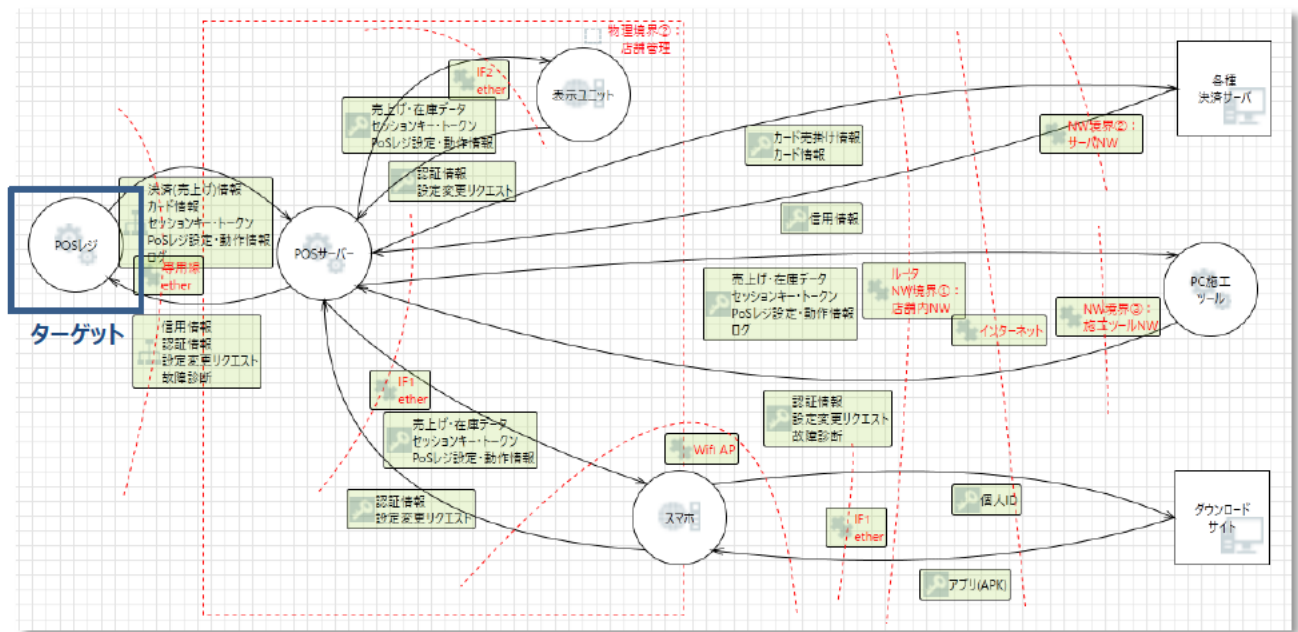 物理境界②：
店舗管理
IF2
ether
表示ユニット
売上げ・在庫データ
セッションキー・トークン
PoSレジ設定・動作情報
認証情報
設定変更リクエスト
各種
決済サーバ
カード売掛け情報
カード情報
NW境界②：
サーバNW
信用情報
POSレジ
ターゲット
決済(売上げ)情報
カード情報
セッションキー・トークン
PoSレジ設定・動作情報
ログ
専用線
ether
信用情報
認証情報
設定変更リクエスト
故障診断
POSサーバー
売上げ・在庫データ
セッションキー・トークン
PoSレジ設定・動作情報
ログ
ルータ
NW境界①：
店舗内NW
インターネット
NW境界③：
施工ツールNW
PC施工
ツール
認証情報
設定変更リクエスト
故障診断
IF1
ether
売上げ・在庫データ
セッションキー・トークン
PoSレジ設定・動作情報
認証情報
設定変更リクエスト
Wifi AP
スマホ
個人ID
IF1
ether
アプリ(APK)
ダウンロード
サイト